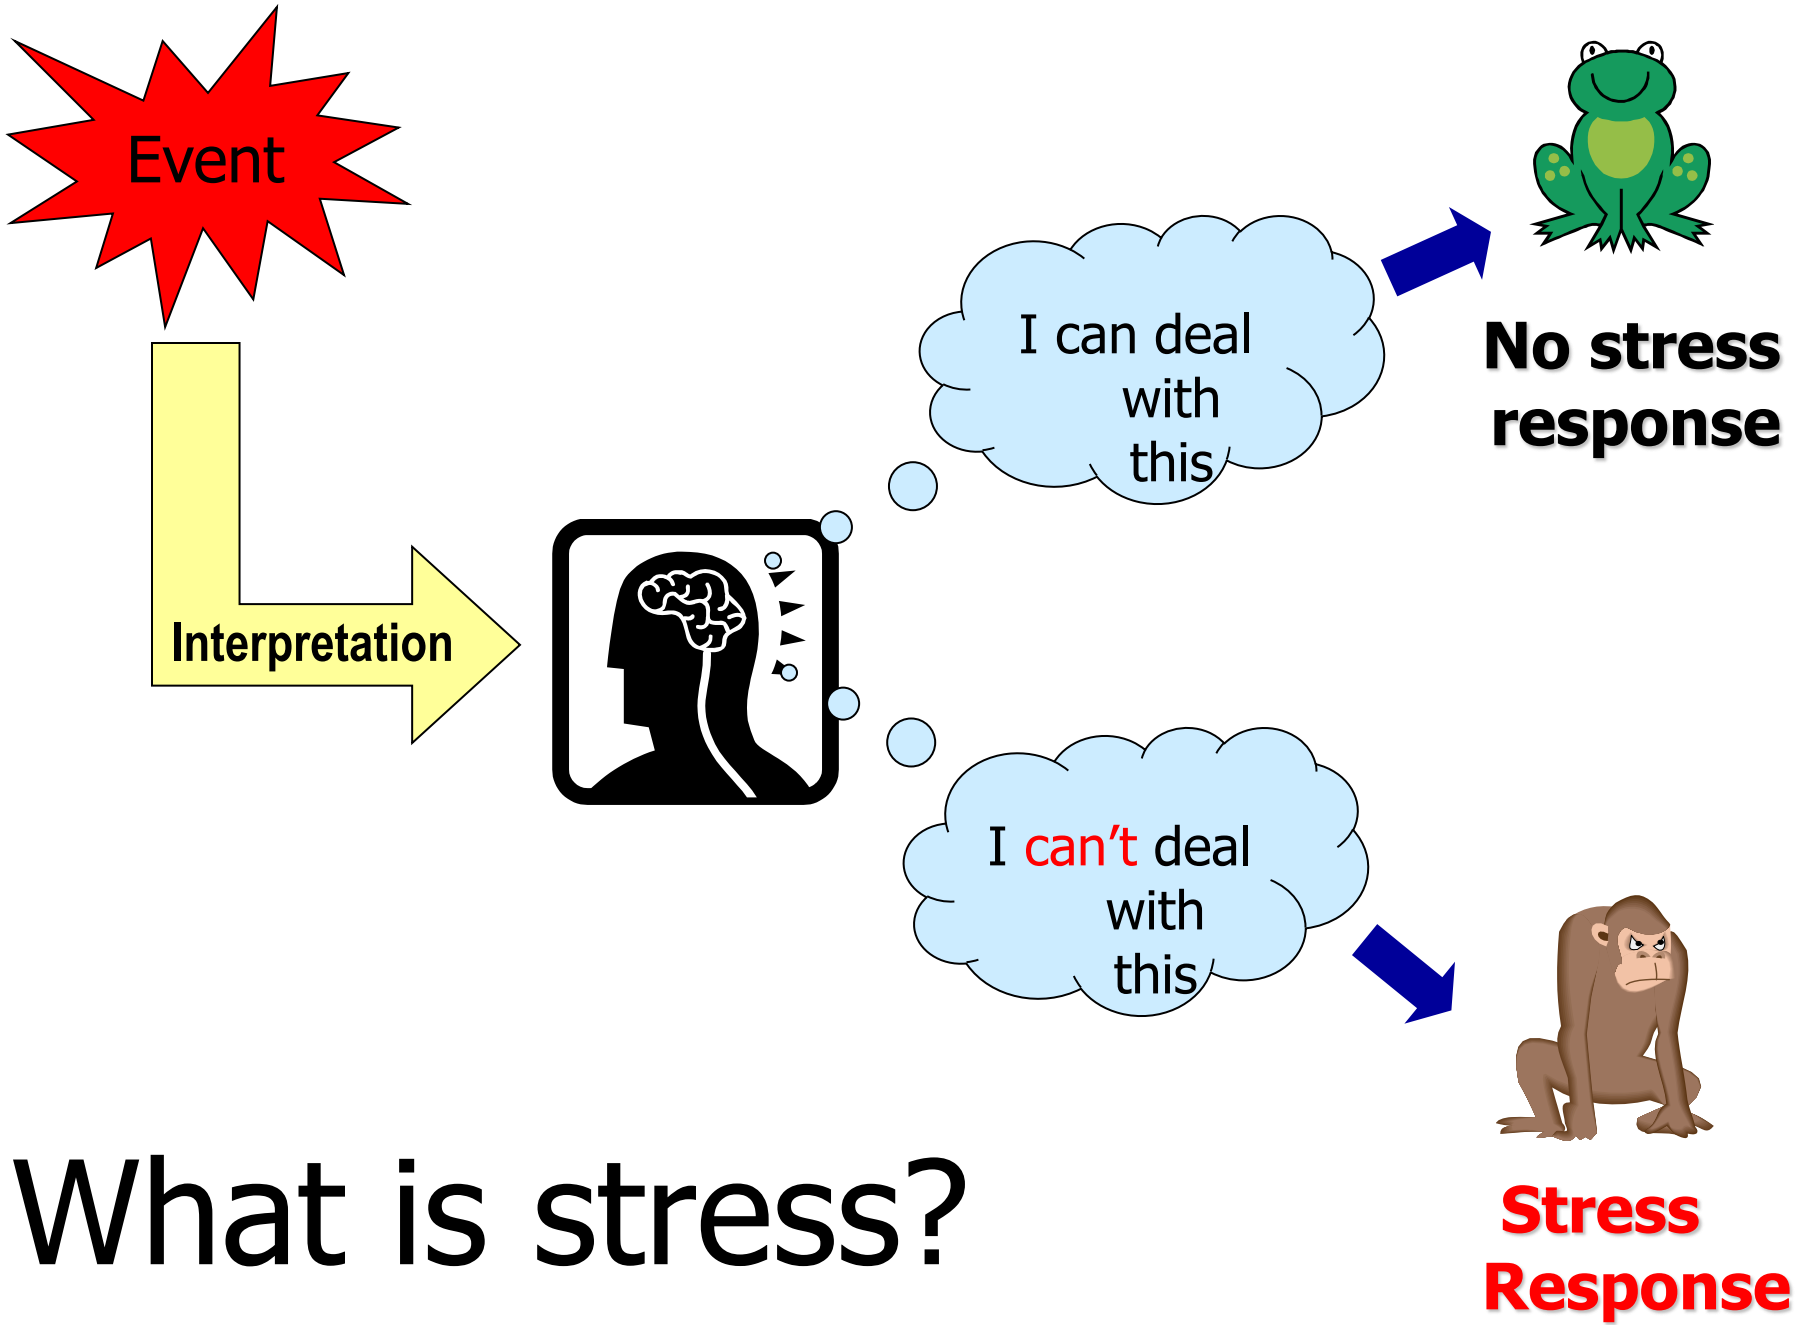 Event
Interpretation
I can deal
with
this
No stress
response
I can’t deal
with
this
Stress
Response
What is stress?